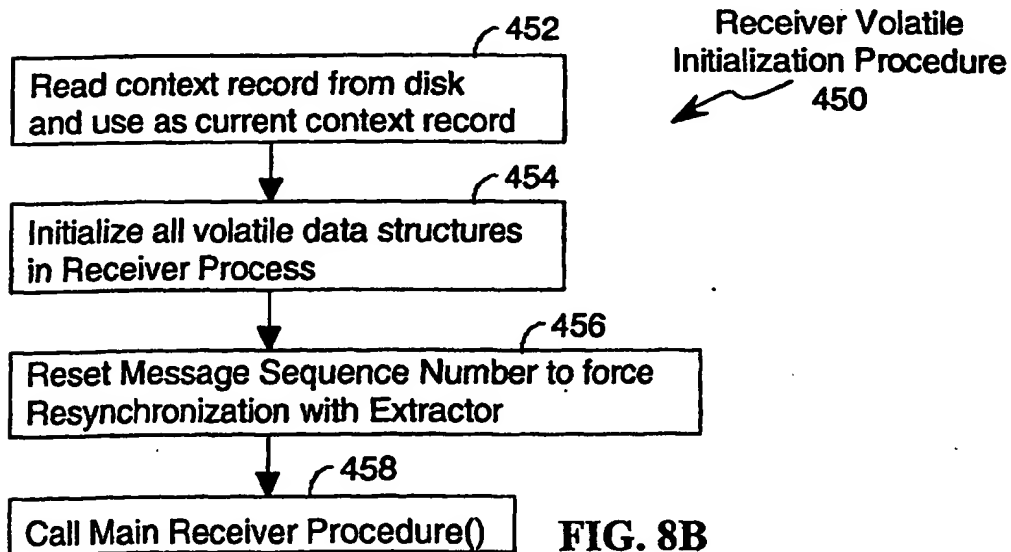 Receiver Volatile
Initialization Procedure
450
452
Read context record from disk
and use as current context record
454
Initialize all volatile data structures
in Receiver Process
456
Reset Message Sequence Number to force
Resynchronization with Extractor
458
Call Main Receiver Procedure()
FIG. 8B